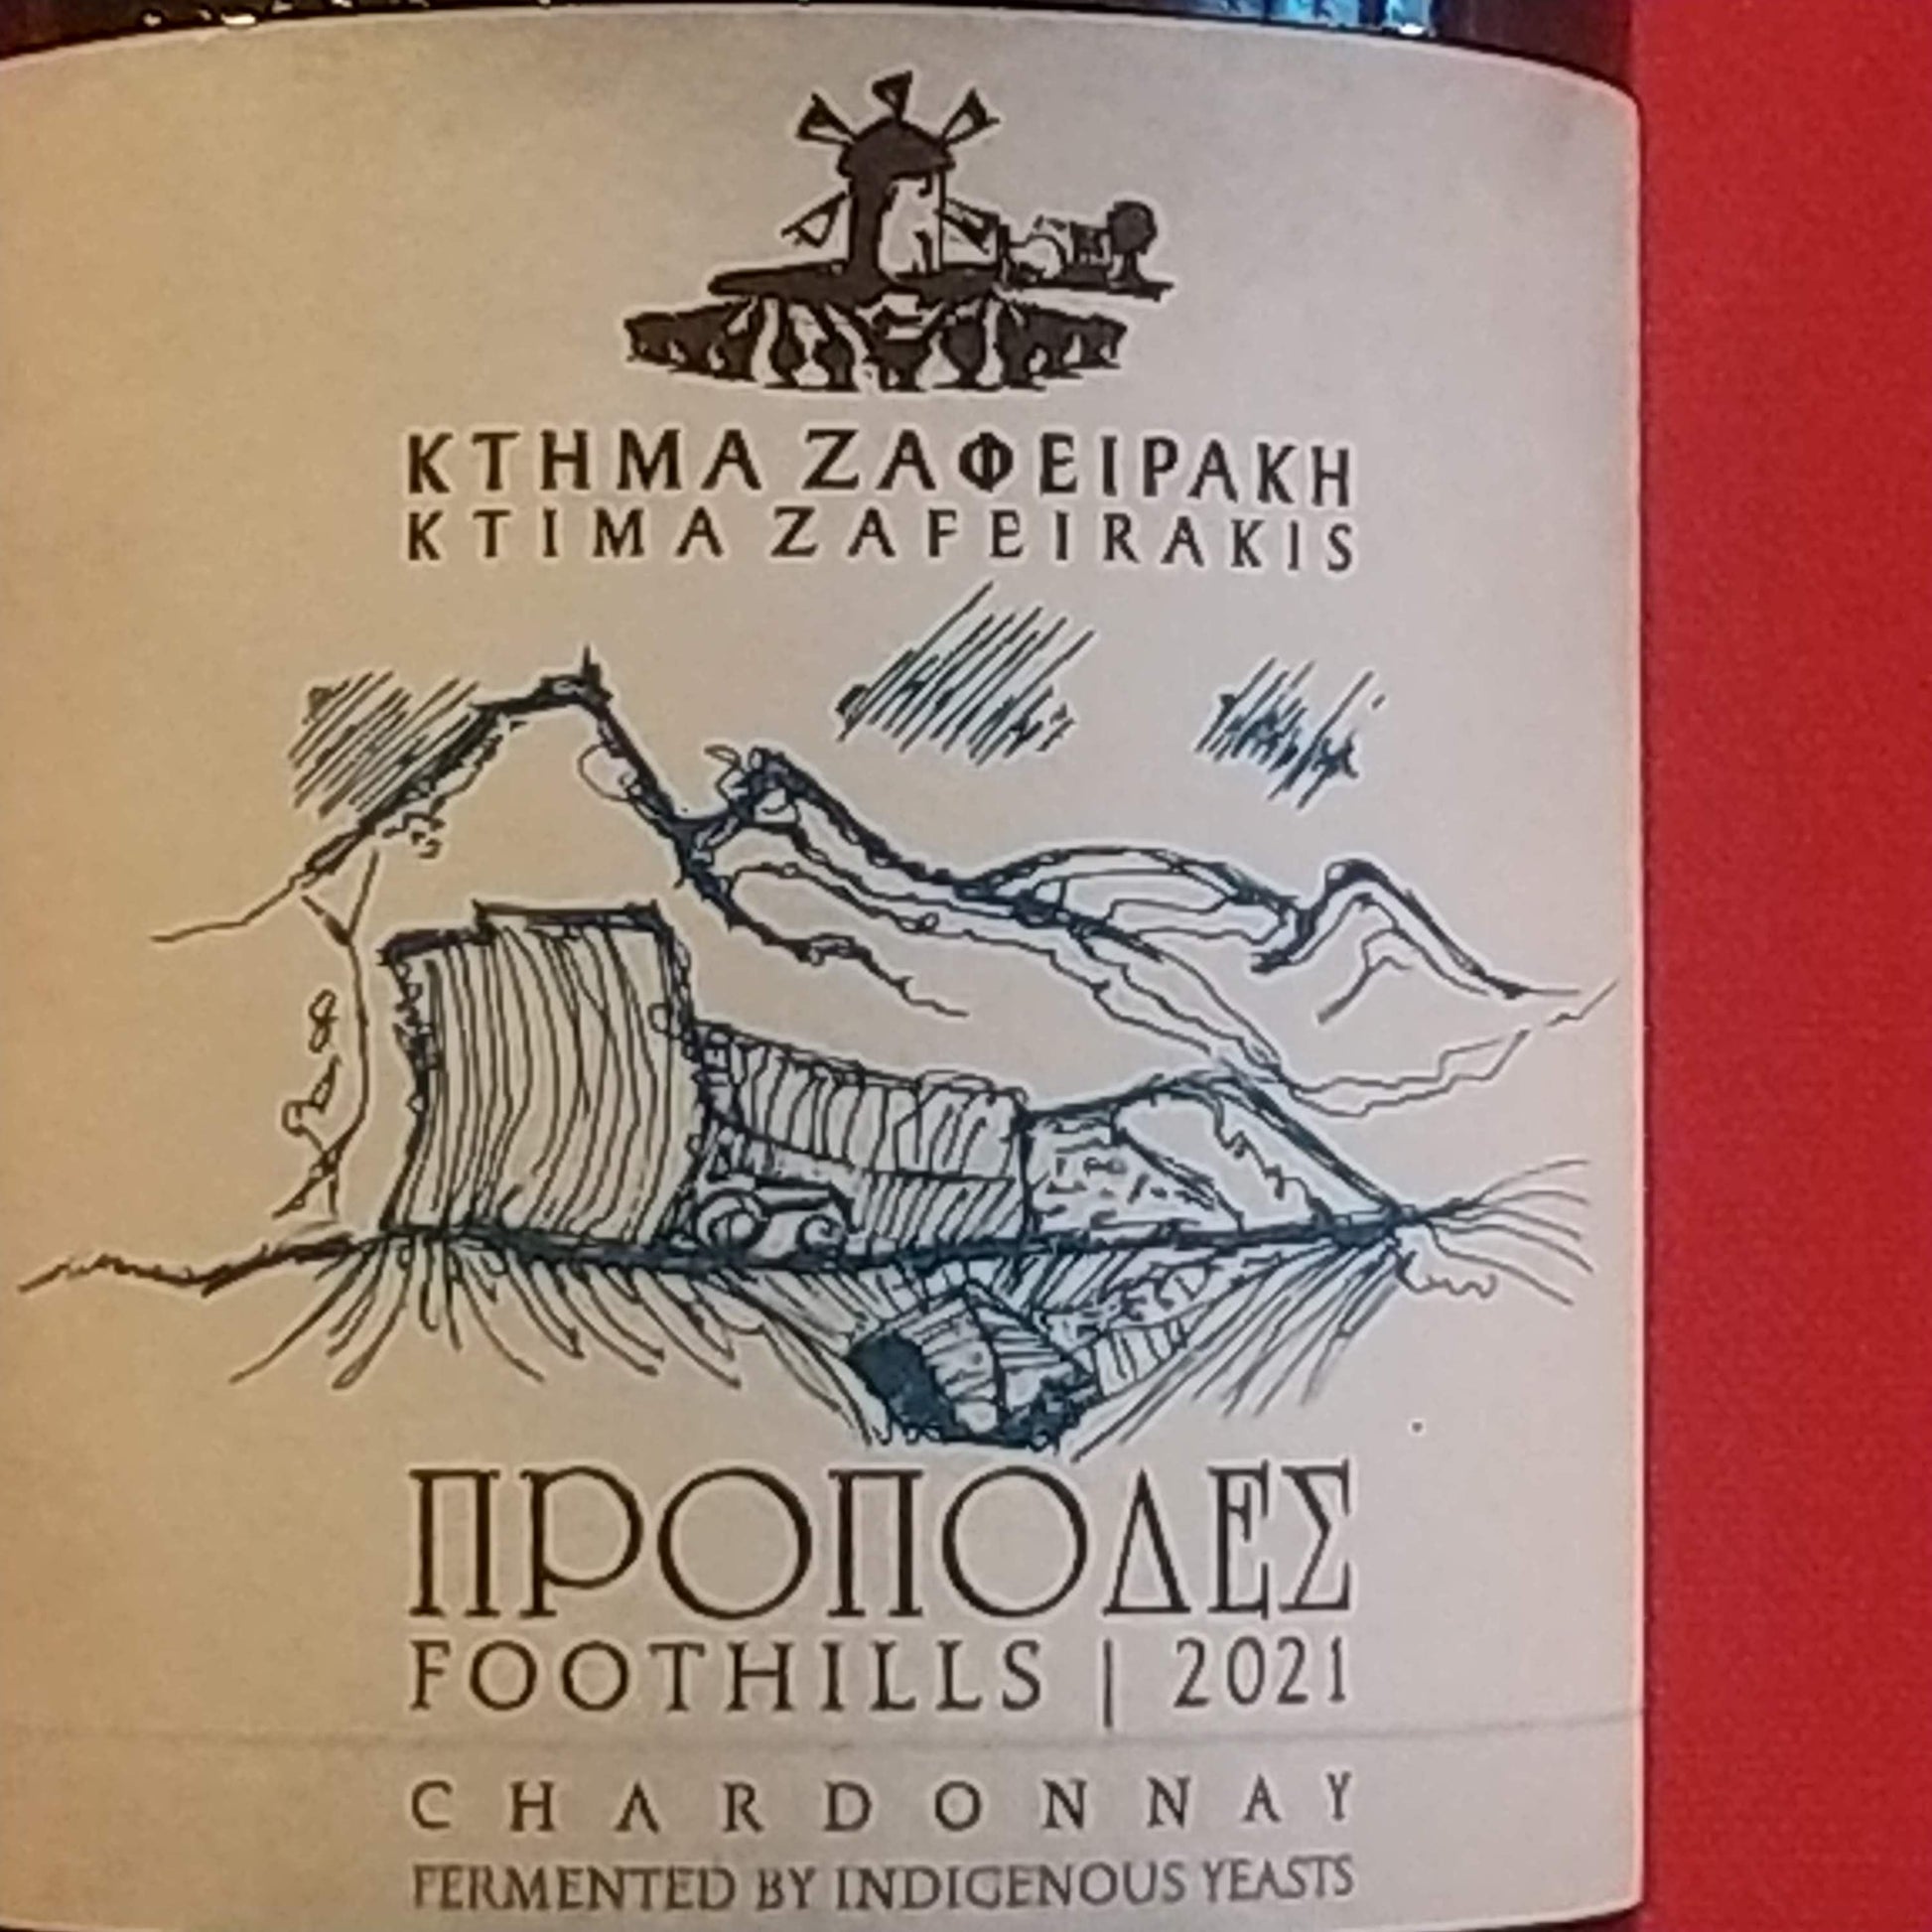 ΚΤΗΜΑ ΖΑΦΕΙΡΑΚΗ
KTIMA ZAFEIRAKIS
ΠΡΟΠΟΔΕΣ
FOOTHILLS | 2021
CHARDONNAY
FERMENTED BY INDIGENOUS YEASTS